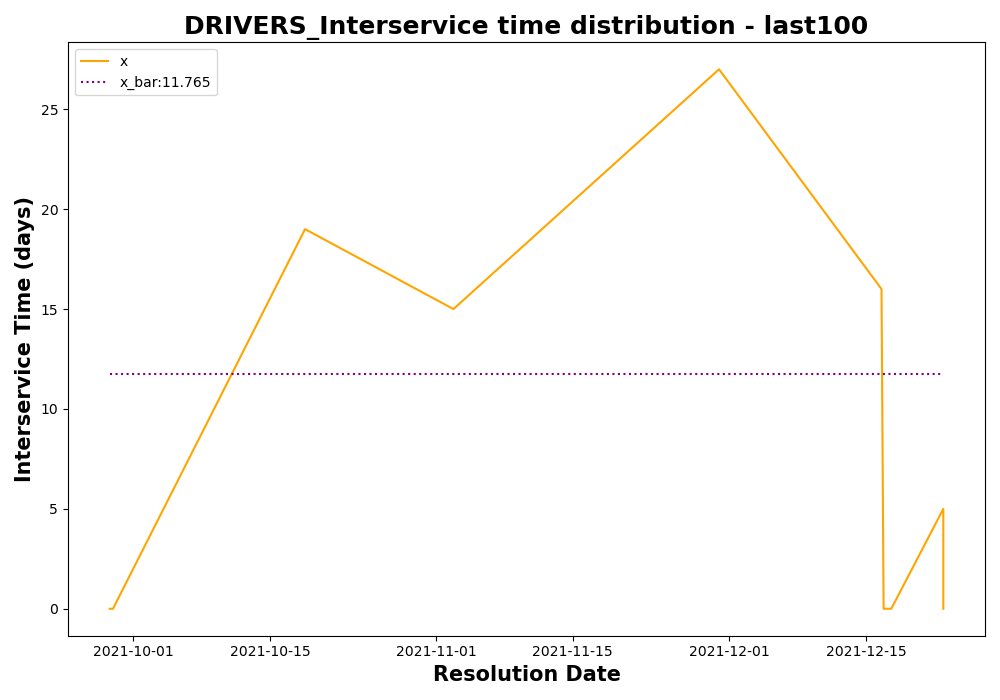 DRIVERS_Interservice time distribution - last100
x
x_bar:11.765
Interservice Time (days)
25
20
15
10
5
0
2021-10-01
2021-10-15
2021-11-01
2021-11-15
2021-12-01
2021-12-15
Resolution Date